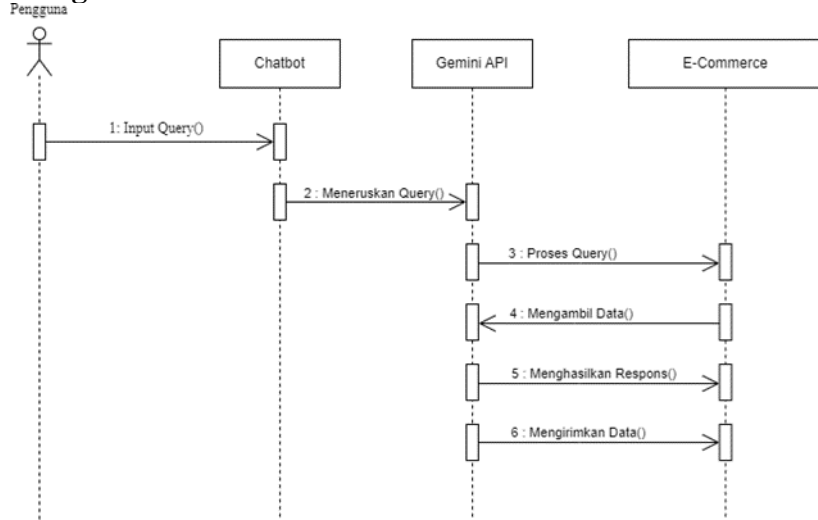 Pengguna
Chatbot
Gemini API
E-Commerce
1: Input Query()
2 : Meneruskan Query()
3 : Proses Query()
4 : Mengambil Data()
5 : Menghasilkan Respons()
6 : Mengirimkan Data()